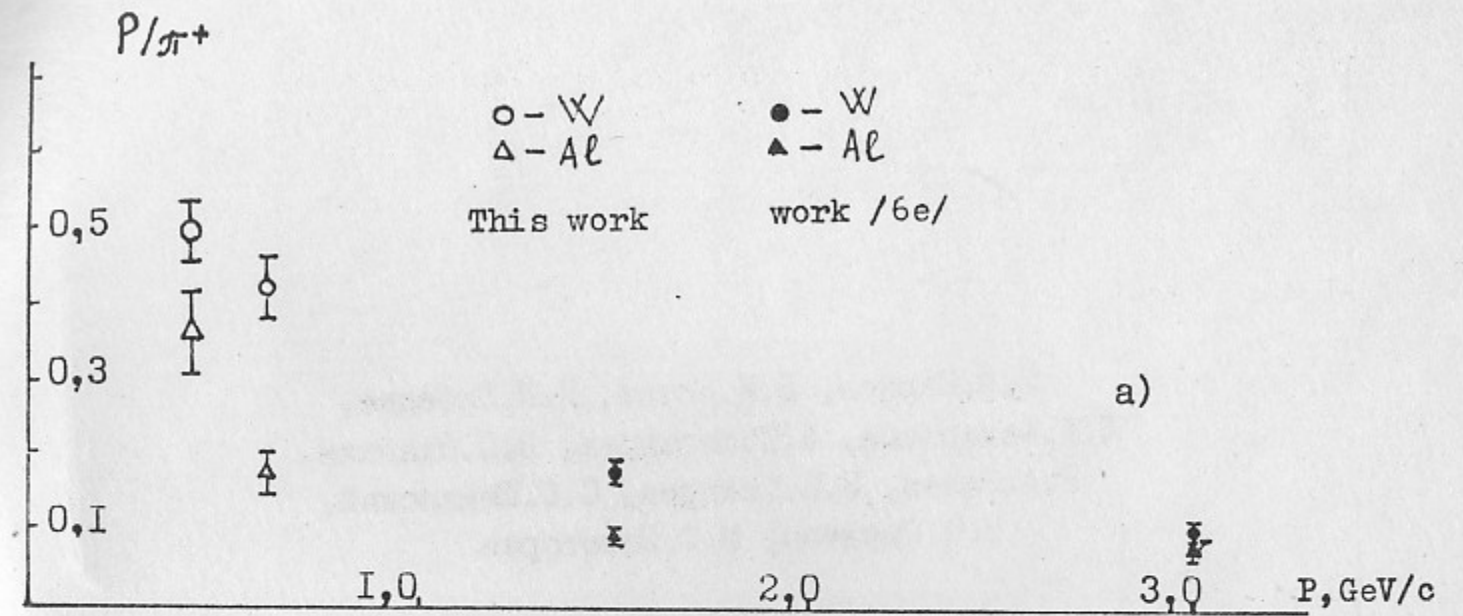 P/π+
○ – W ● – W
△ – Al ▲ – Al
This work work /6e/
0,5
0,3
a)
0,I
I,0 2,0 3,0 P,GeV/c